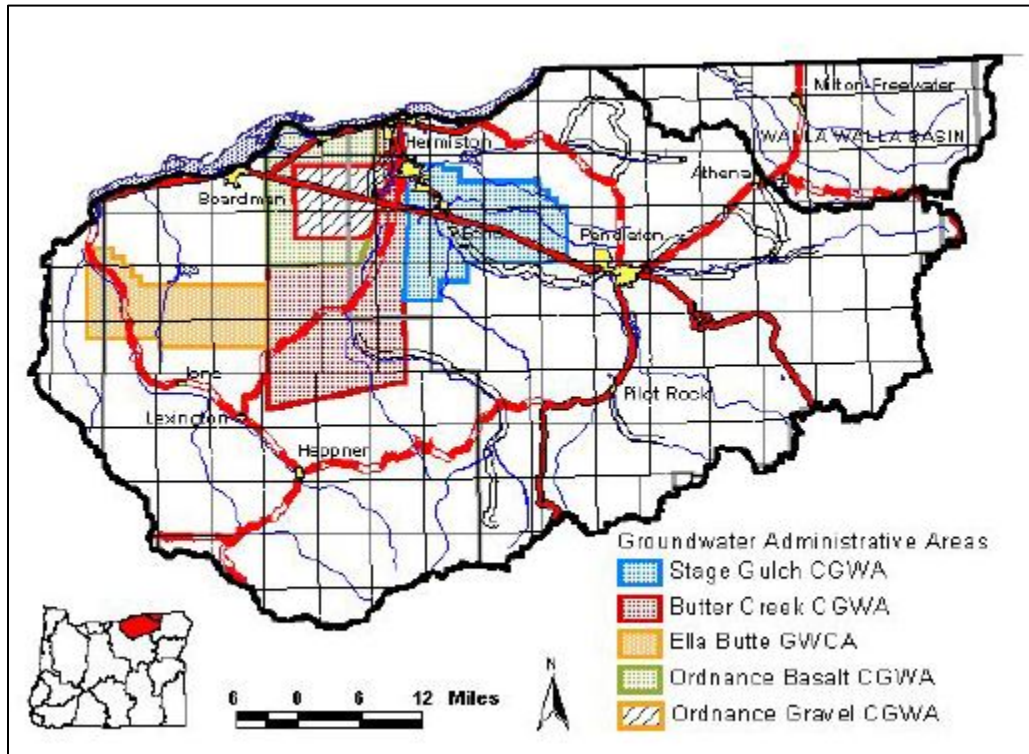 Milton-Freewater
WALLA WALLA BASIN
Hermiston
Athena
Boardman
Pendleton
Ione
Lexington
Pilot Rock
Heppner
Groundwater Administrative Areas
Stage Gulch CGWA
Butter Creek CGWA
Ella Butte GWCA
Ordnance Basalt CGWA
Ordnance Gravel CGWA
N
6 0 6 12 Miles